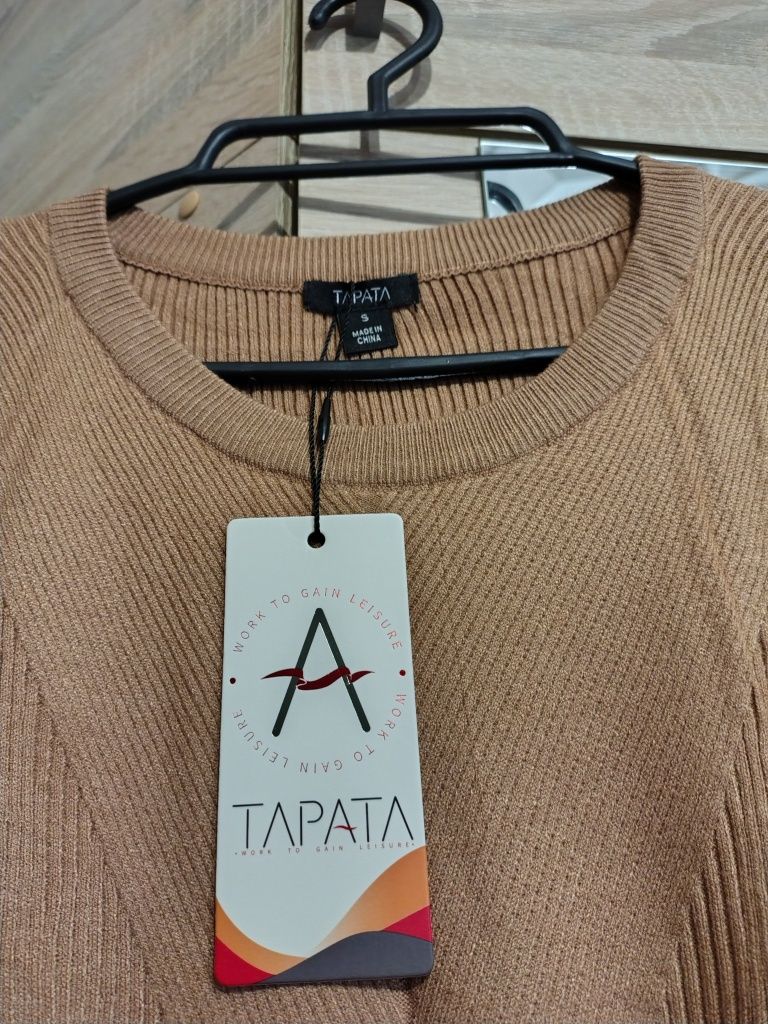 TAPATA
S
MADE IN
CHINA
WORK TO GAIN LEISURE
A
WORK TO GAIN LEISURE
TAPATA
•WORK TO GAIN LEISURE•